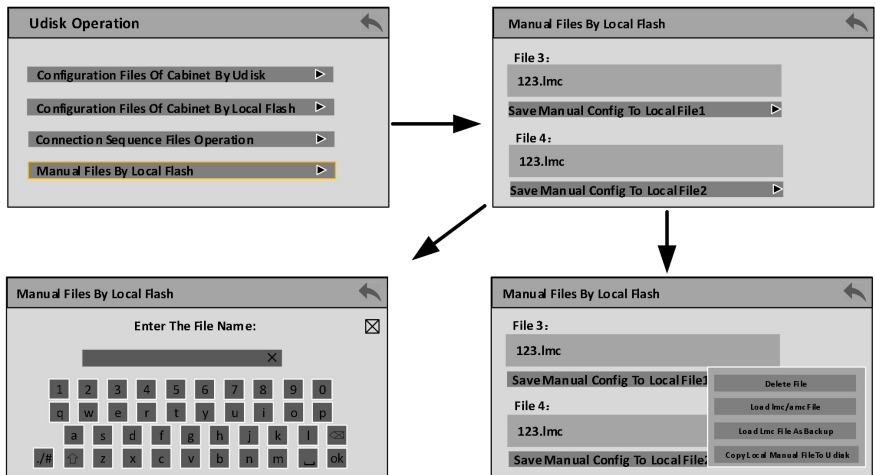 Udisk Operation
Configuration Files Of Cabinet By Udisk
Configuration Files Of Cabinet By Local Flash
Connection Sequence Files Operation
Manual Files By Local Flash
Manual Files By Local Flash
File 3:
123.lmc
Save Manual Config To Local File1
File 4:
123.lmc
Save Manual Config To Local File2
Manual Files By Local Flash
Enter The File Name:
1 2 3 4 5 6 7 8 9 0
q w e r t y u i o p
a s d f g h j k l
./# z x c v b n m ok
Manual Files By Local Flash
File 3:
123.lmc
Save Manual Config To Local File1
File 4:
123.lmc
Save Manual Config To Local File2
Delete File
Load lmc/amc File
Load Lmc File As Backup
Copy Local Manual File To Udisk